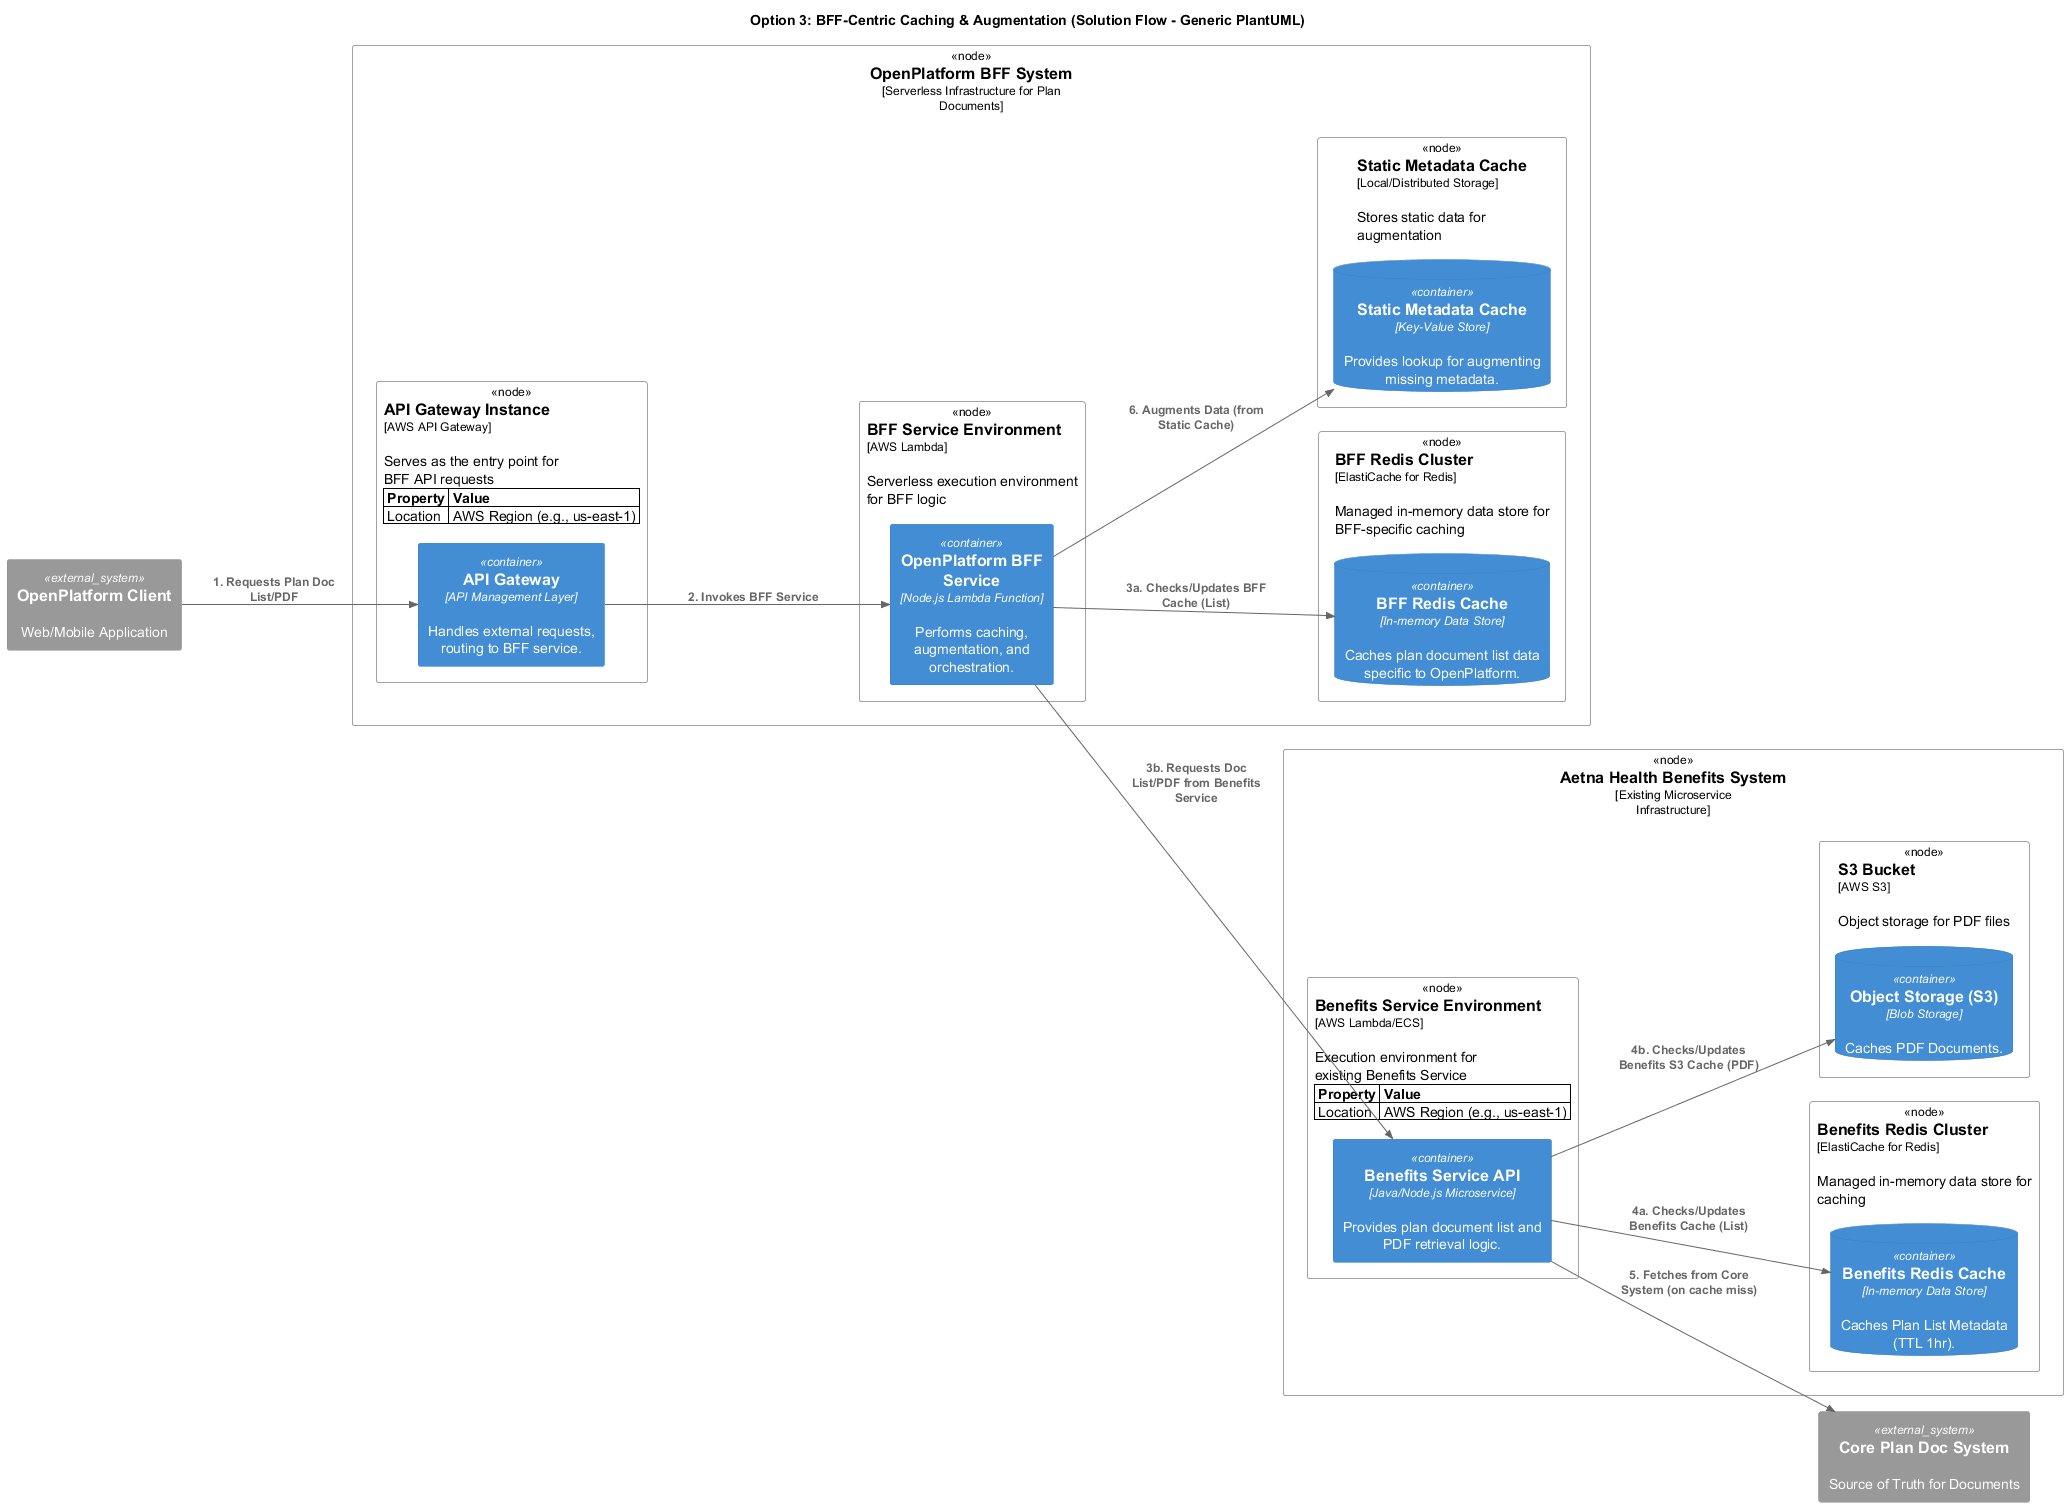 Option 3: BFF-Centric Caching & Augmentation (Solution Flow - Generic PlantUML)
«node»
OpenPlatform BFF System
[Serverless Infrastructure for Plan
Documents]
«node»
Static Metadata Cache
[Local/Distributed Storage]
Stores static data for
augmentation
«container»
Static Metadata Cache
[Key-Value Store]
Provides lookup for augmenting
missing metadata.
«node»
API Gateway Instance
[AWS API Gateway]
Serves as the entry point for
BFF API requests
Property Value
Location AWS Region (e.g., us-east-1)
«container»
API Gateway
[API Management Layer]
Handles external requests,
routing to BFF service.
«node»
BFF Service Environment
[AWS Lambda]
Serverless execution environment
for BFF logic
«container»
OpenPlatform BFF
Service
[Node.js Lambda Function]
Performs caching,
augmentation, and
orchestration.
«node»
BFF Redis Cluster
[ElastiCache for Redis]
Managed in-memory data store for
BFF-specific caching
«container»
BFF Redis Cache
[In-memory Data Store]
Caches plan document list data
specific to OpenPlatform.
«external_system»
OpenPlatform Client
Web/Mobile Application
1. Requests Plan Doc
List/PDF
2. Invokes BFF Service
6. Augments Data (from
Static Cache)
3a. Checks/Updates BFF
Cache (List)
3b. Requests Doc
List/PDF from Benefits
Service
«node»
Aetna Health Benefits System
[Existing Microservice
Infrastructure]
«node»
S3 Bucket
[AWS S3]
Object storage for PDF files
«container»
Object Storage (S3)
[Blob Storage]
Caches PDF Documents.
«node»
Benefits Service Environment
[AWS Lambda/ECS]
Execution environment for
existing Benefits Service
Property Value
Location AWS Region (e.g., us-east-1)
«container»
Benefits Service API
[Java/Node.js Microservice]
Provides plan document list and
PDF retrieval logic.
4b. Checks/Updates
Benefits S3 Cache (PDF)
4a. Checks/Updates
Benefits Cache (List)
5. Fetches from Core
System (on cache miss)
«node»
Benefits Redis Cluster
[ElastiCache for Redis]
Managed in-memory data store for
caching
«container»
Benefits Redis Cache
[In-memory Data Store]
Caches Plan List Metadata
(TTL 1hr).
«external_system»
Core Plan Doc System
Source of Truth for Documents